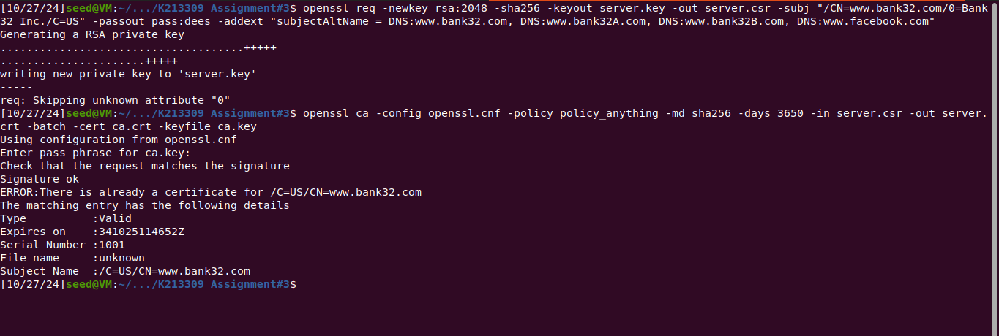 [10/27/24]seed@VM:~/.../K213309 Assignment#3$ openssl req -newkey rsa:2048 -sha256 -keyout server.key -out server.csr -subj "/CN=www.bank32.com/0=Bank
32 Inc./C=US" -passout pass:dees -addext "subjectAltName = DNS:www.bank32.com, DNS:www.bank32A.com, DNS:www.bank32B.com, DNS:www.facebook.com"
Generating a RSA private key
.....................................+++++
......................+++++
writing new private key to 'server.key'
-----
req: Skipping unknown attribute "0"
[10/27/24]seed@VM:~/.../K213309 Assignment#3$ openssl ca -config openssl.cnf -policy policy_anything -md sha256 -days 3650 -in server.csr -out server.
crt -batch -cert ca.crt -keyfile ca.key
Using configuration from openssl.cnf
Enter pass phrase for ca.key:
Check that the request matches the signature
Signature ok
ERROR:There is already a certificate for /C=US/CN=www.bank32.com
The matching entry has the following details
Type          :Valid
Expires on    :341025114652Z
Serial Number :1001
File name     :unknown
Subject Name  :/C=US/CN=www.bank32.com
[10/27/24]seed@VM:~/.../K213309 Assignment#3$